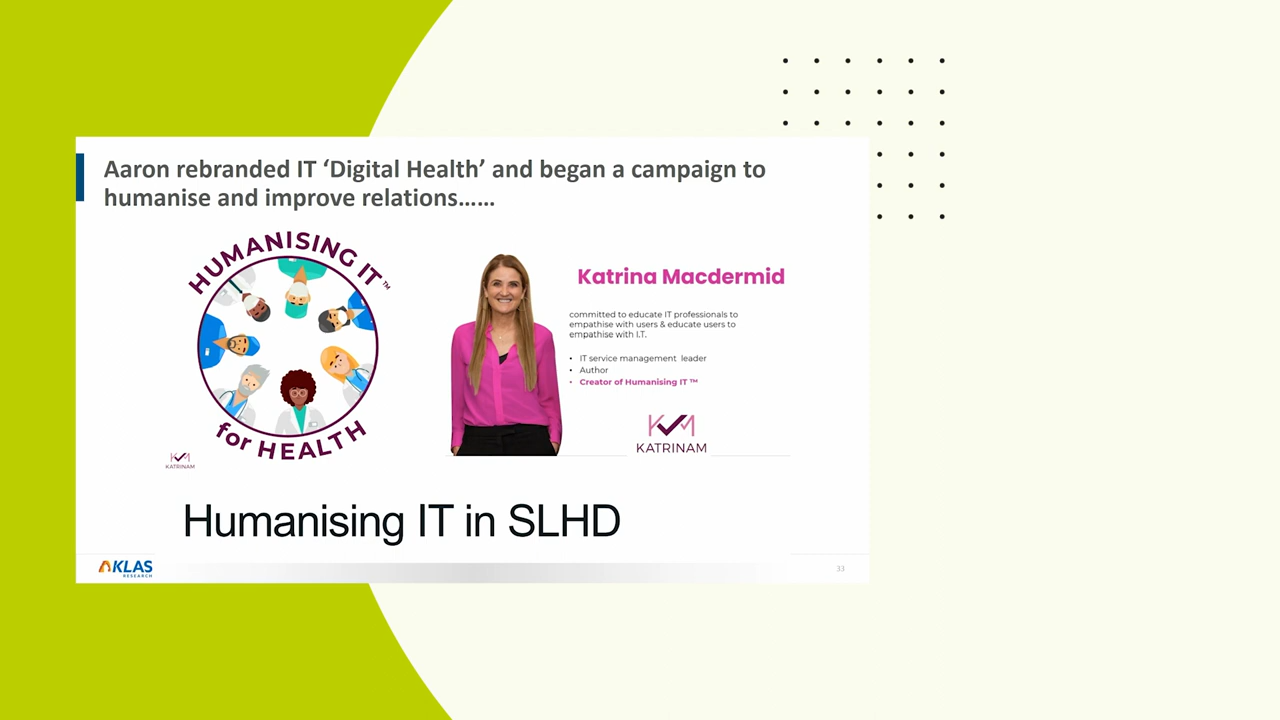 Aaron rebranded IT ‘Digital Health’ and began a campaign to
humanise and improve relations……
HUMANISING IT™
for HEALTH
KATRINAM
Katrina Macdermid
committed to educate IT professionals to
empathise with users & educate users to
empathise with I.T.
• IT service management leader
• Author
• Creator of Humanising IT ™
KM
KATRINAM
Humanising IT in SLHD
KLAS
RESEARCH
33